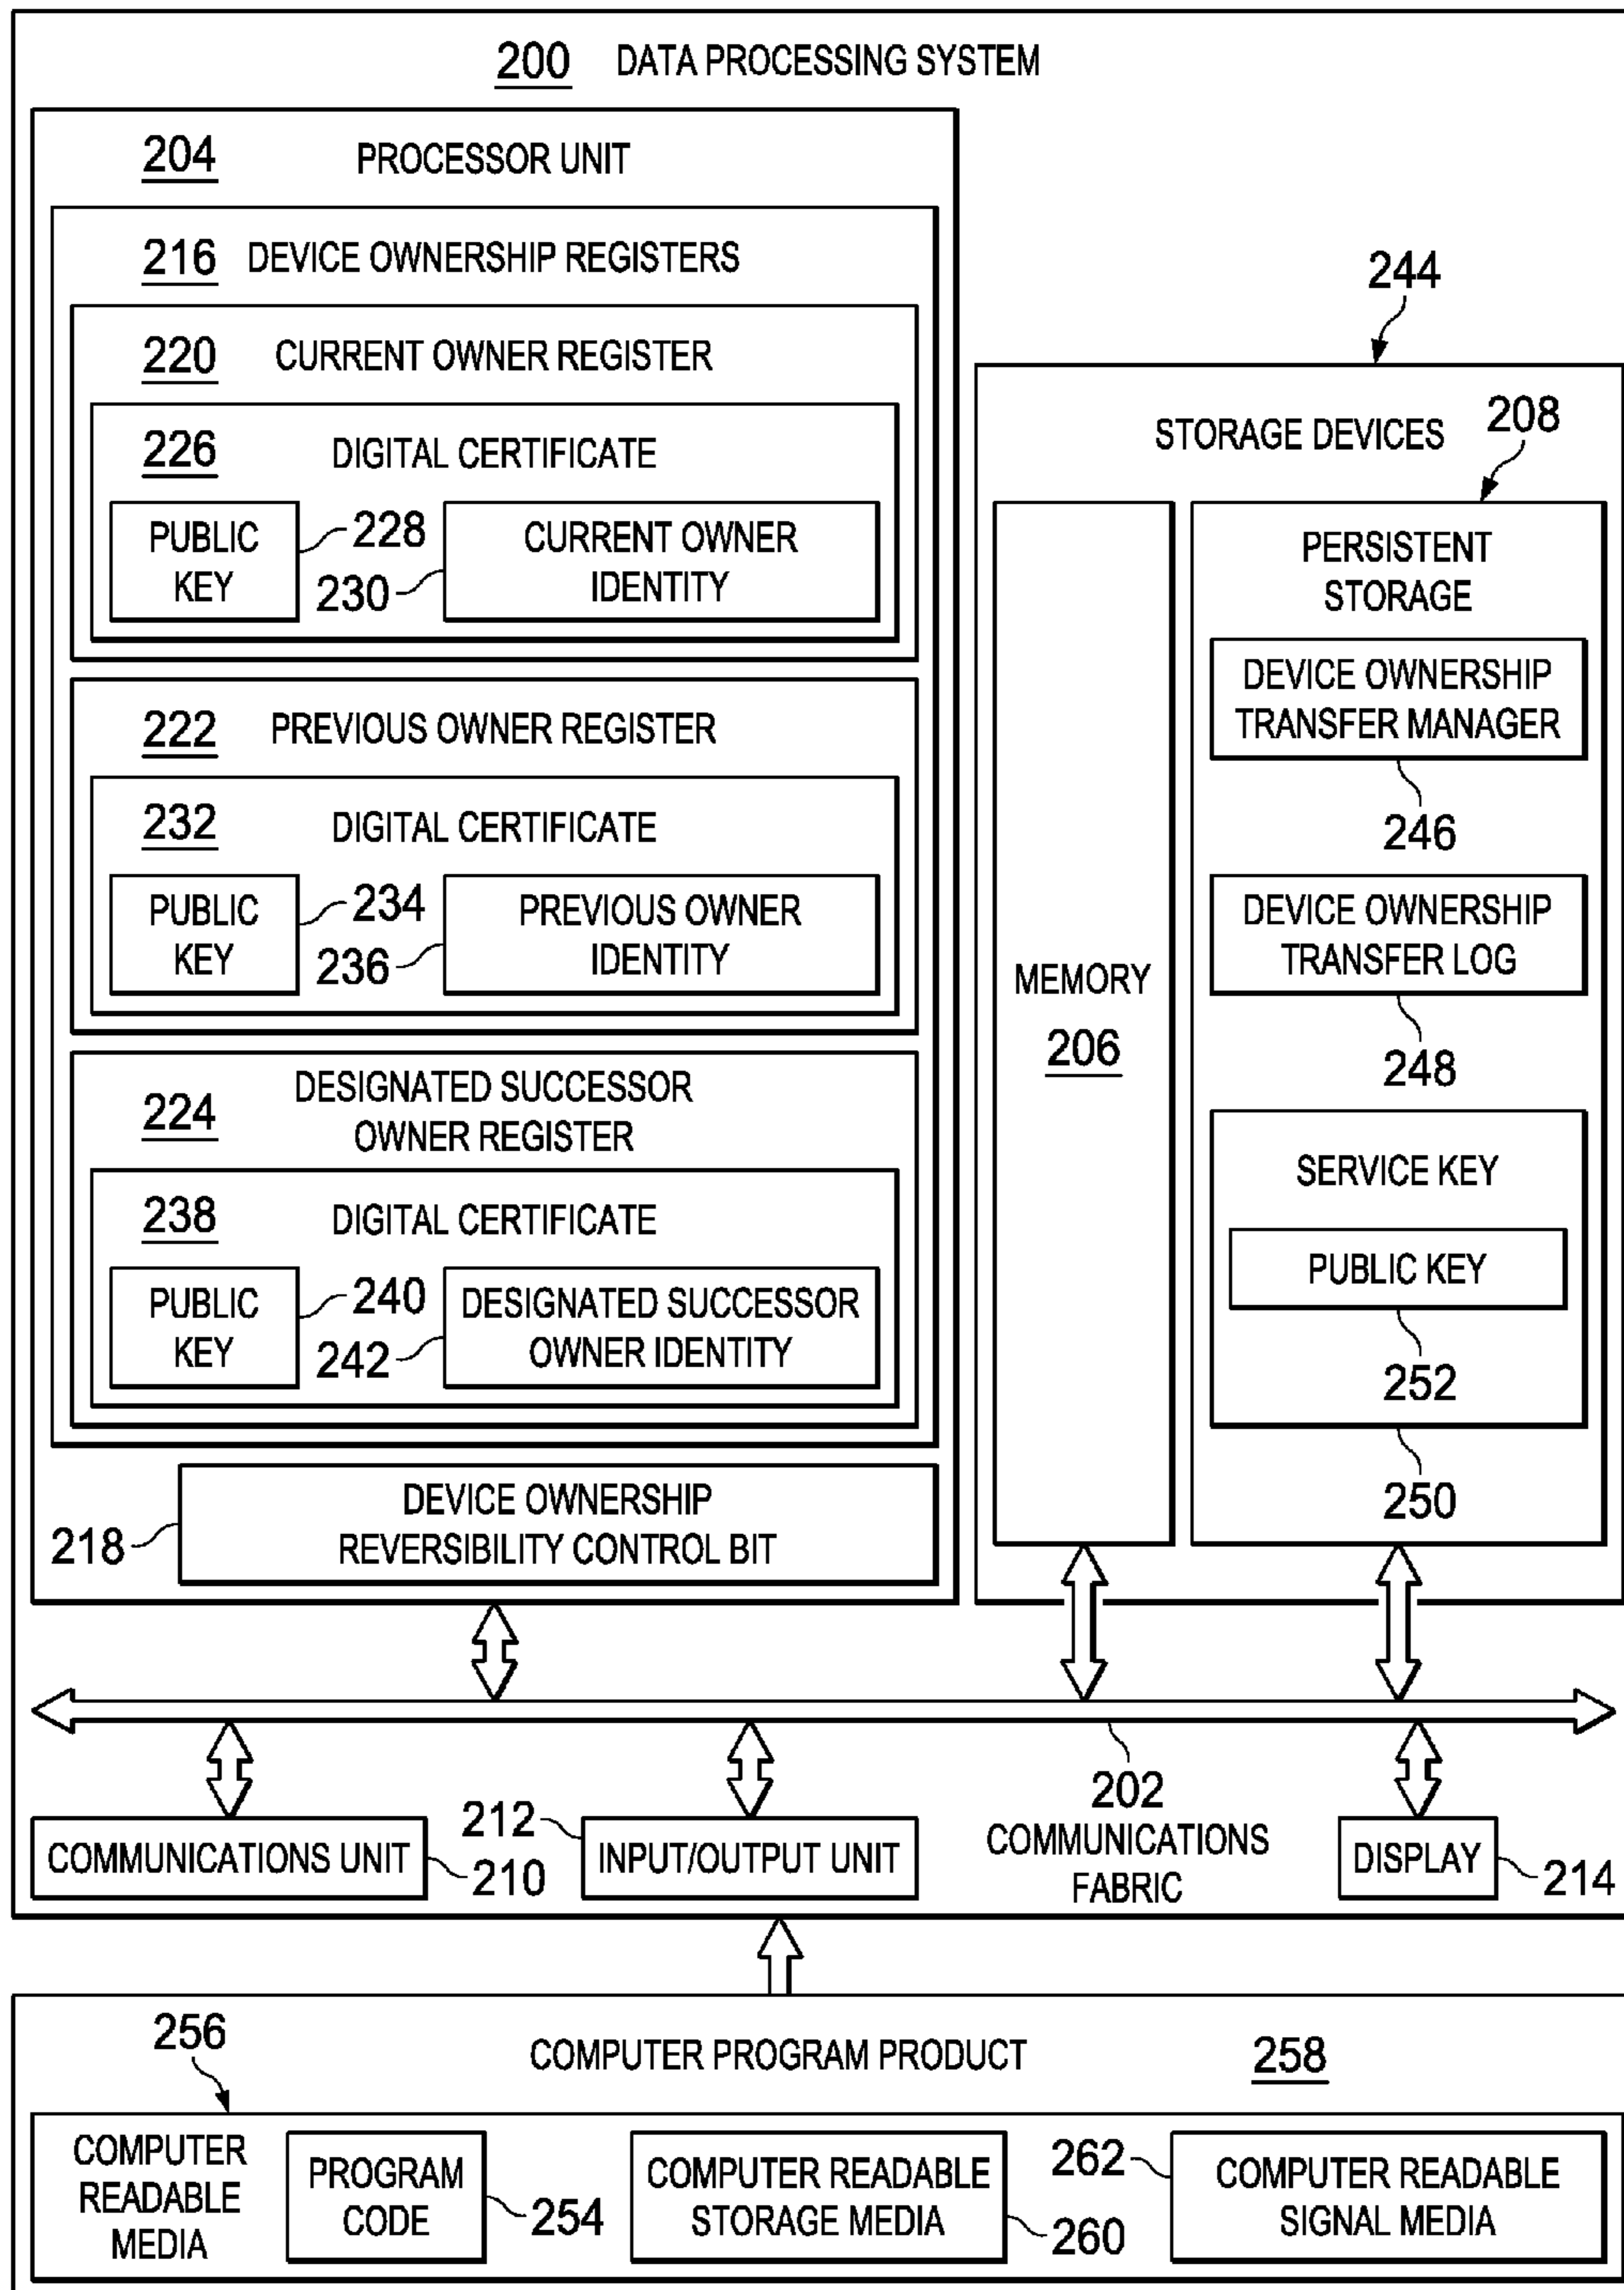 200 DATA PROCESSING SYSTEM
204 PROCESSOR UNIT
216 DEVICE OWNERSHIP REGISTERS
220 CURRENT OWNER REGISTER
226 DIGITAL CERTIFICATE
PUBLIC
KEY
228
230
CURRENT OWNER
IDENTITY
222 PREVIOUS OWNER REGISTER
232 DIGITAL CERTIFICATE
PUBLIC
KEY
234
236
PREVIOUS OWNER
IDENTITY
224
DESIGNATED SUCCESSOR
OWNER REGISTER
238 DIGITAL CERTIFICATE
PUBLIC
KEY
240
242
DESIGNATED SUCCESSOR
OWNER IDENTITY
218
DEVICE OWNERSHIP
REVERSIBILITY CONTROL BIT
244
STORAGE DEVICES
208
MEMORY
206
PERSISTENT
STORAGE
DEVICE OWNERSHIP
TRANSFER MANAGER
246
DEVICE OWNERSHIP
TRANSFER LOG
248
SERVICE KEY
PUBLIC KEY
252
250
COMMUNICATIONS UNIT
210
212
INPUT/OUTPUT UNIT
202
COMMUNICATIONS
FABRIC
DISPLAY
214
256
COMPUTER PROGRAM PRODUCT 258
COMPUTER
READABLE
MEDIA
PROGRAM
CODE
254
COMPUTER READABLE
STORAGE MEDIA
260
262
COMPUTER READABLE
SIGNAL MEDIA